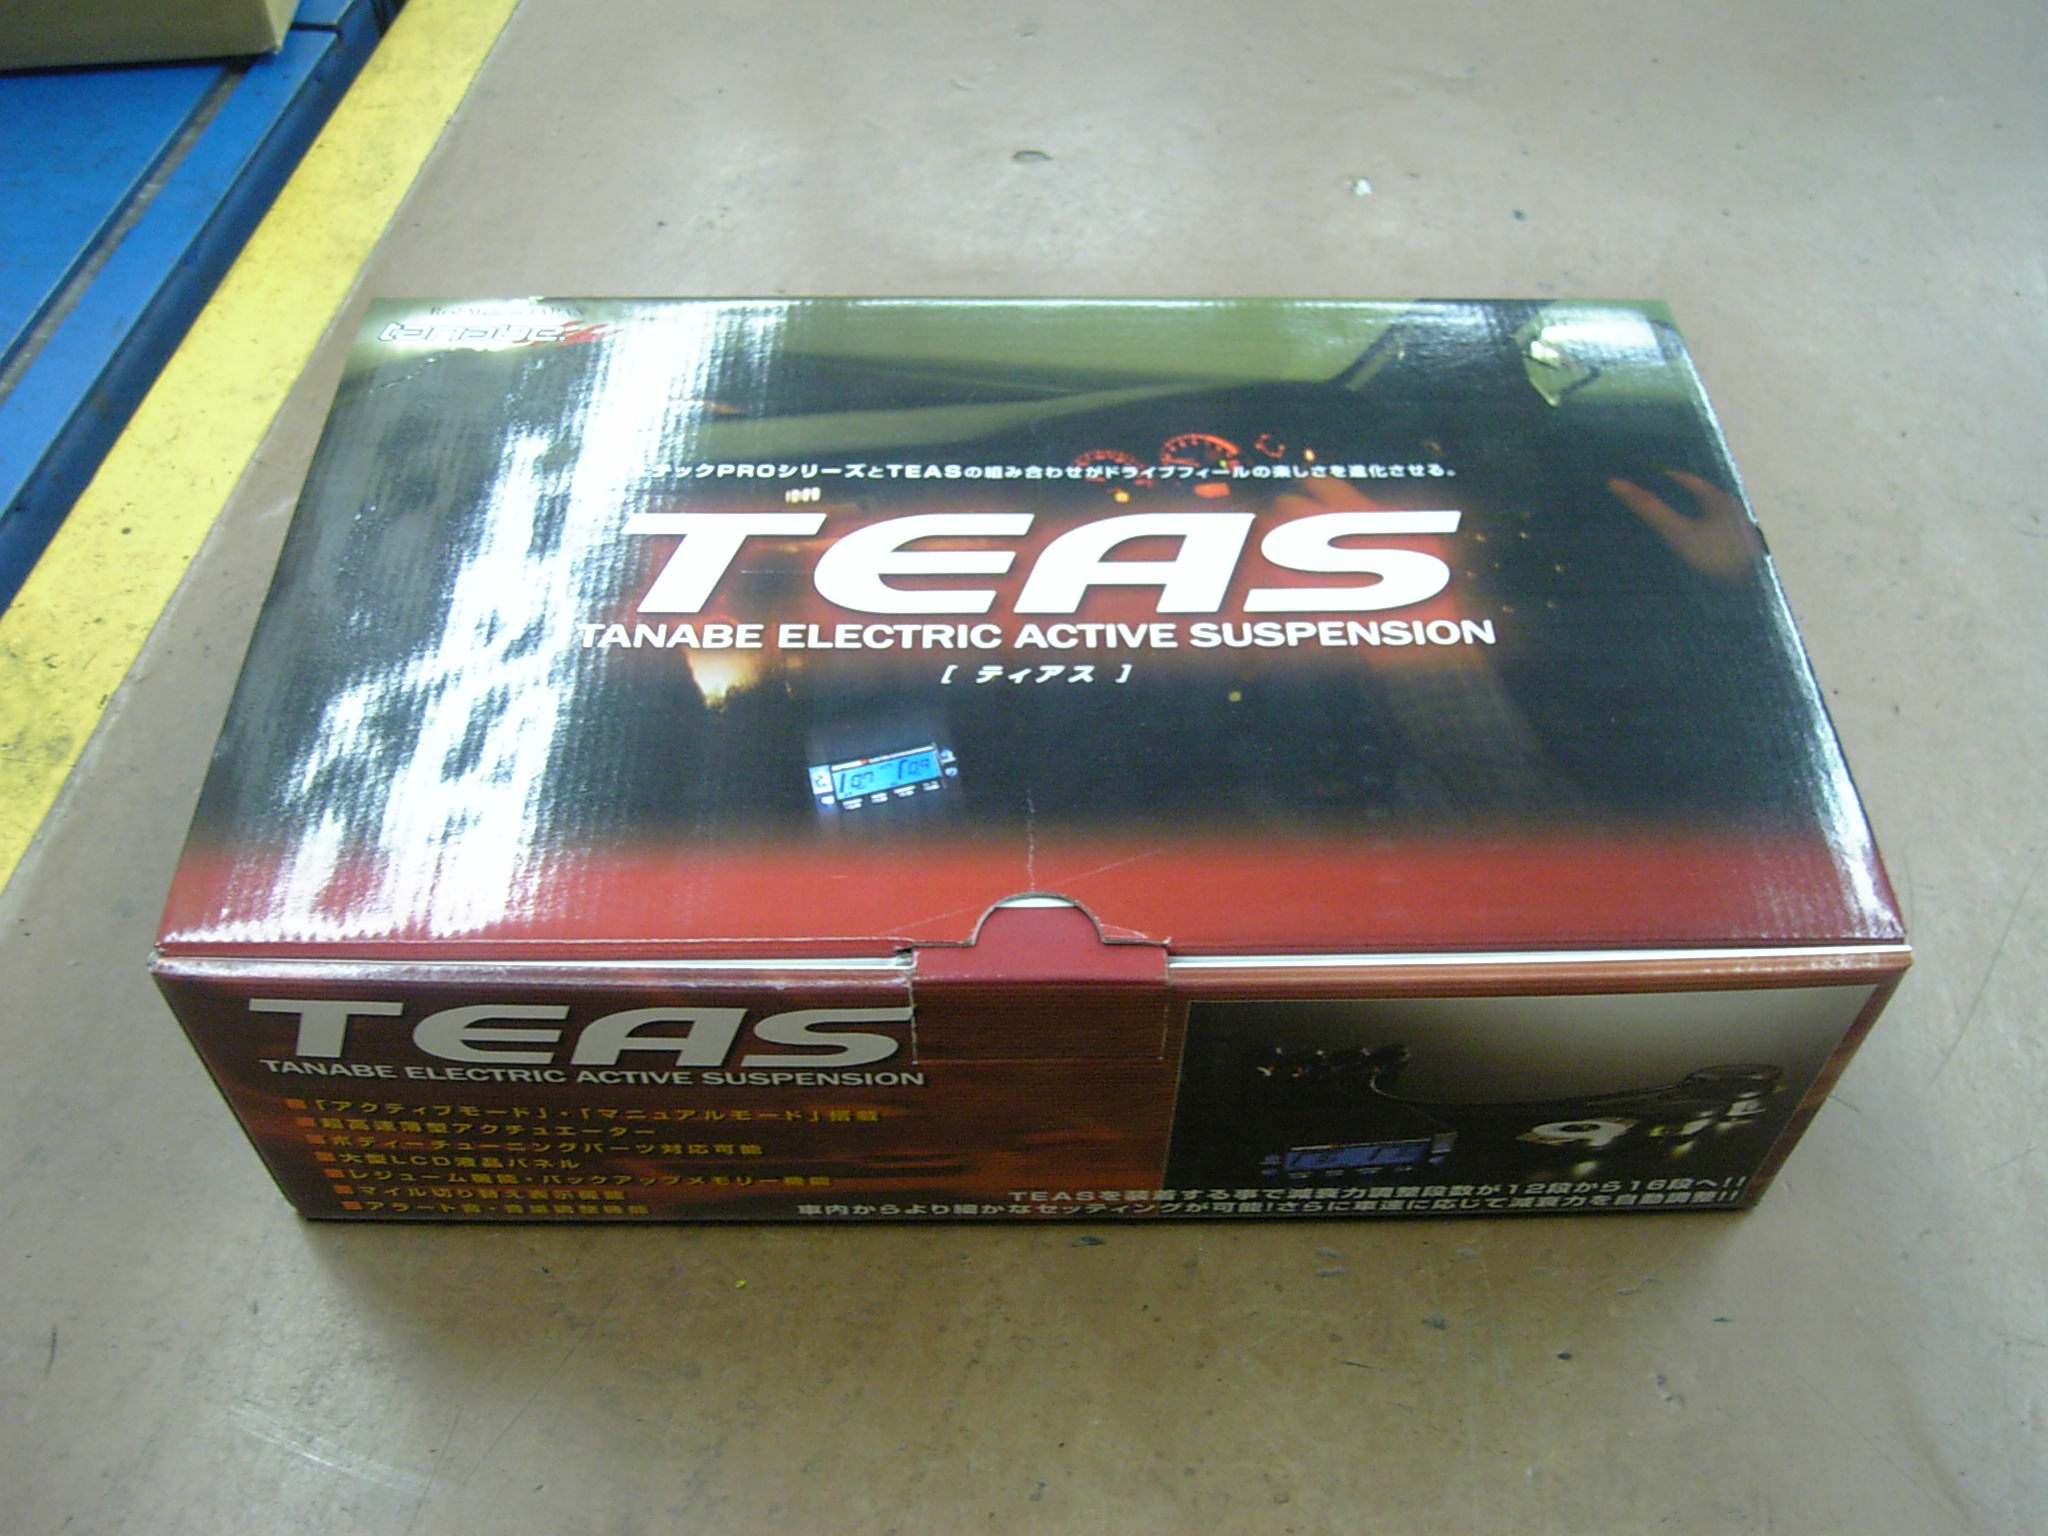 Real Made in JAPAN
tanabe
テックPROシリーズとTEASの組み合わせがドライブフィールの楽しさを進化させる。
TEAS
TANABE ELECTRIC ACTIVE SUSPENSION
[ ティアス ]
TEAS
TANABE ELECTRIC ACTIVE SUSPENSION
■「アクティブモード」・「マニュアルモード」搭載
■超高速薄型アクチュエーター
■ボディーチューニングパーツ対応可能
■大型LCD液晶パネル
■レジューム機能・バックアップメモリー機能
■マイル切り替え表示機能
■アラート音・音量調整機能
TEASを装着する事で減衰力調整段数が12段から16段へ!!
車内からより細かなセッティングが可能!さらに車速に応じて減衰力を自動調整!!